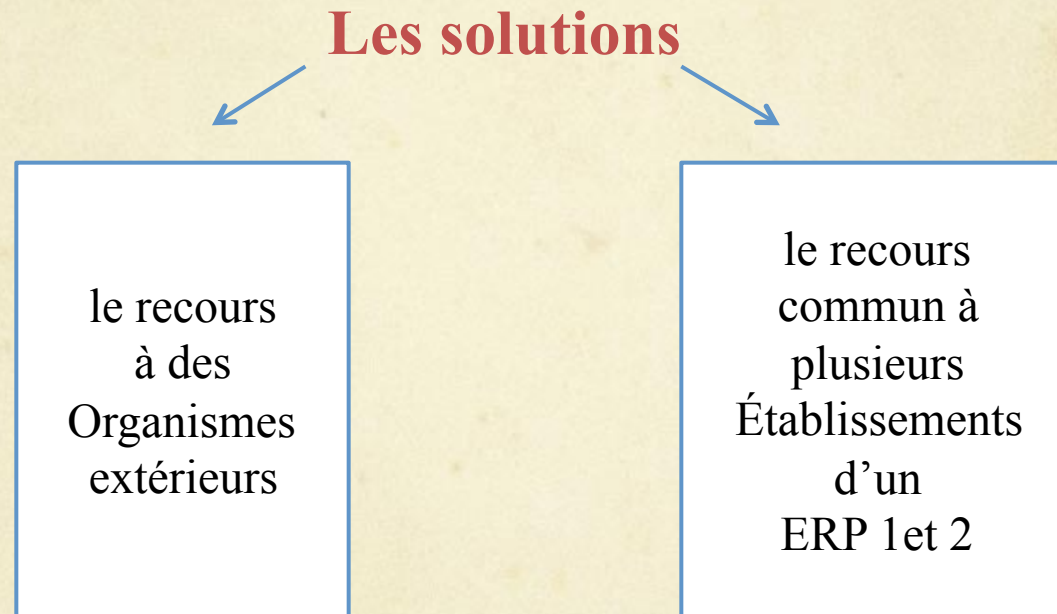 Les solutions
le recours
à des
Organismes
extérieurs
le recours
commun à
plusieurs
Établissements
d’un
ERP 1et 2